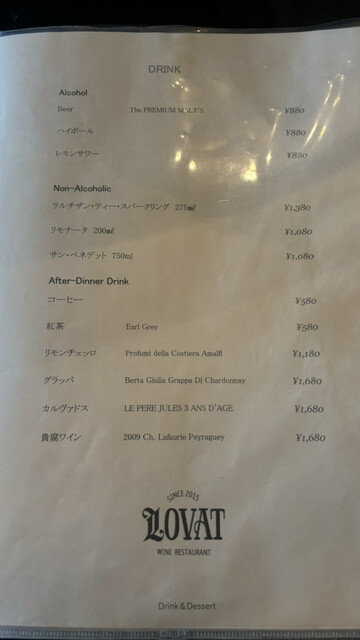 DRINK
Alcohol
Beer The PREMIUM MALT'S ¥880
ハイボール ¥880
レモンサワー ¥880
Non-Alcoholic
ラルチザン・ティー・スパークリング 275㎖ ¥1,380
リモナータ 200㎖ ¥1,080
サン・ベネデット 750ml ¥1,080
After-Dinner Drink
コーヒー ¥580
紅茶 Earl Grey ¥580
リモンチェッロ Profumi della Costiera Amalfi ¥1,180
グラッパ Berta Giulia Grappa Di Chardonnay ¥1,680
カルヴァドス LE PERE JULES 3 ANS D'AGE ¥1,680
貴腐ワイン 2009 Ch. Lafaurie Peyraguey ¥1,680
SINCE 2015
LOVAT
WINE RESTAURANT
Drink & Dessert